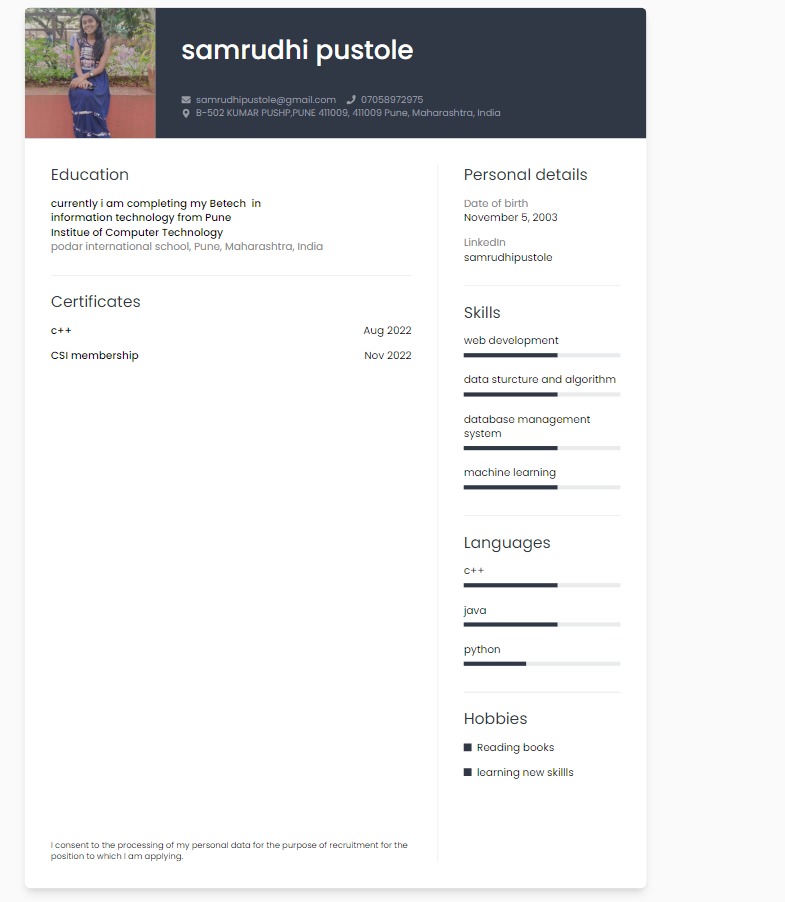 samrudhi pustole
samrudhipustole@gmail.com 07058972975
B-502 KUMAR PUSHP,PUNE 411009, 411009 Pune, Maharashtra, India
Education
currently i am completing my Betech in
information technology from Pune
Institue of Computer Technology
podar international school, Pune, Maharashtra, India
Certificates
c++ Aug 2022
CSI membership Nov 2022
I consent to the processing of my personal data for the purpose of recruitment for the
position to which I am applying.
Personal details
Date of birth
November 5, 2003
LinkedIn
samrudhipustole
Skills
web development
data sturcture and algorithm
database management
system
machine learning
Languages
c++
java
python
Hobbies
Reading books
learning new skillls